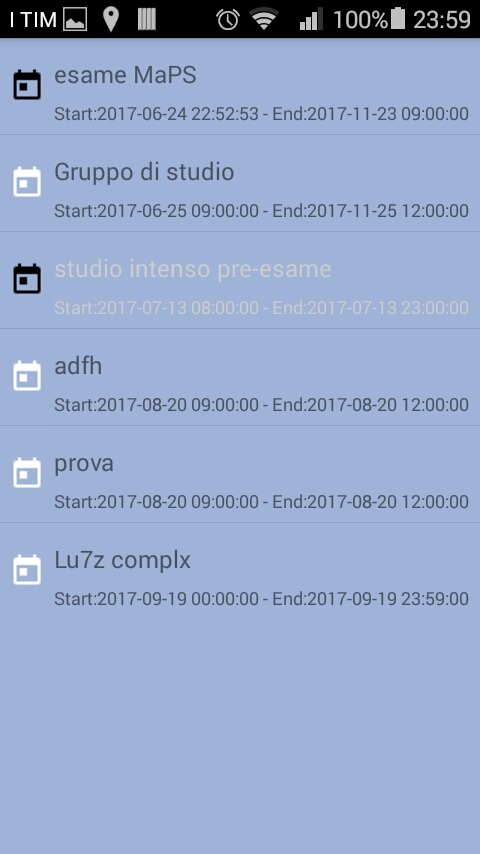 I TIM 100% 23:59
esame MaPS
Start:2017-06-24 22:52:53 - End:2017-11-23 09:00:00
Gruppo di studio
Start:2017-06-25 09:00:00 - End:2017-11-25 12:00:00
studio intenso pre-esame
Start:2017-07-13 08:00:00 - End:2017-07-13 23:00:00
adfh
Start:2017-08-20 09:00:00 - End:2017-08-20 12:00:00
prova
Start:2017-08-20 09:00:00 - End:2017-08-20 12:00:00
Lu7z complx
Start:2017-09-19 00:00:00 - End:2017-09-19 23:59:00